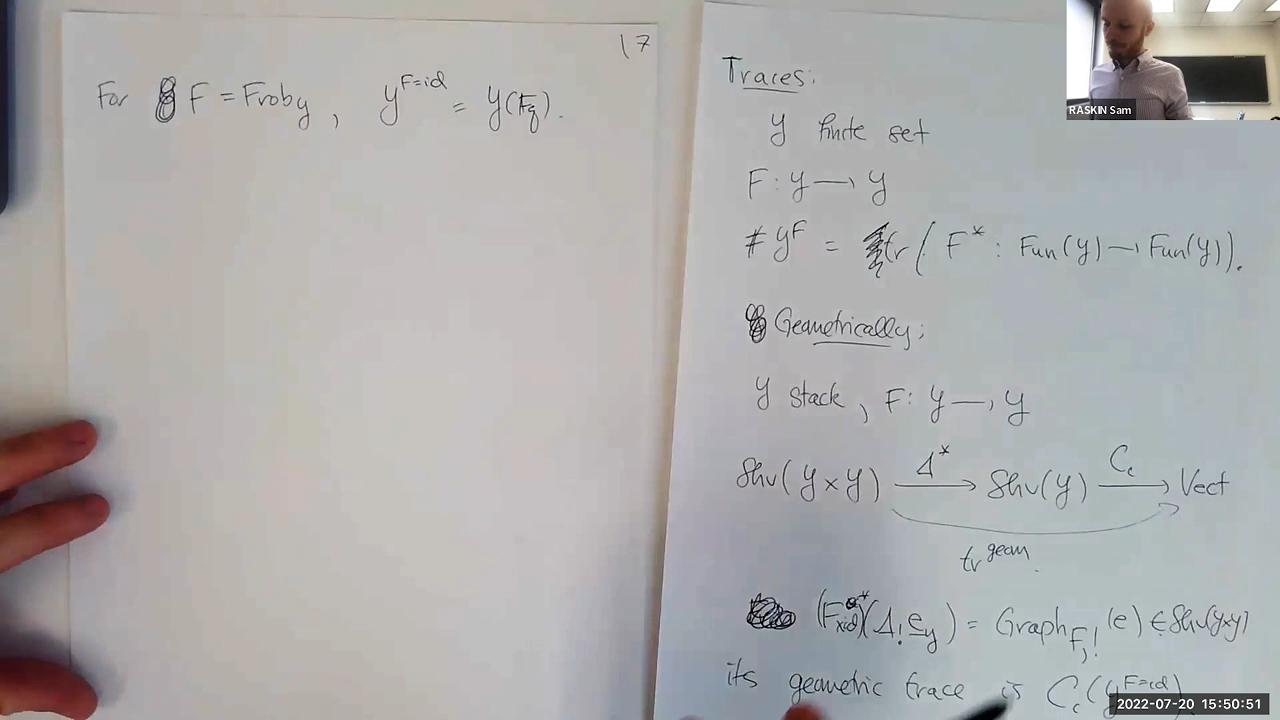 17
For F = Frob_y , Y^{F=id} = Y(F_q).
Traces:
Y finite set
F : Y → Y
# Y^F = tr ( F^* : Fun(Y) → Fun(Y) ).
Geometrically:
Y stack , F : Y → Y
Shv(Y × Y) →^{Δ^*} Shv(Y) →^{C_c} Vect
tr^{geom}.
(F × id)^* (Δ_! e_Y) = Graph_{F,!} (e) ∈ Shv(Y×Y)
its geometric trace is C_c(Y^{F=id})
RASKIN Sam
2022-07-20 15:50:51